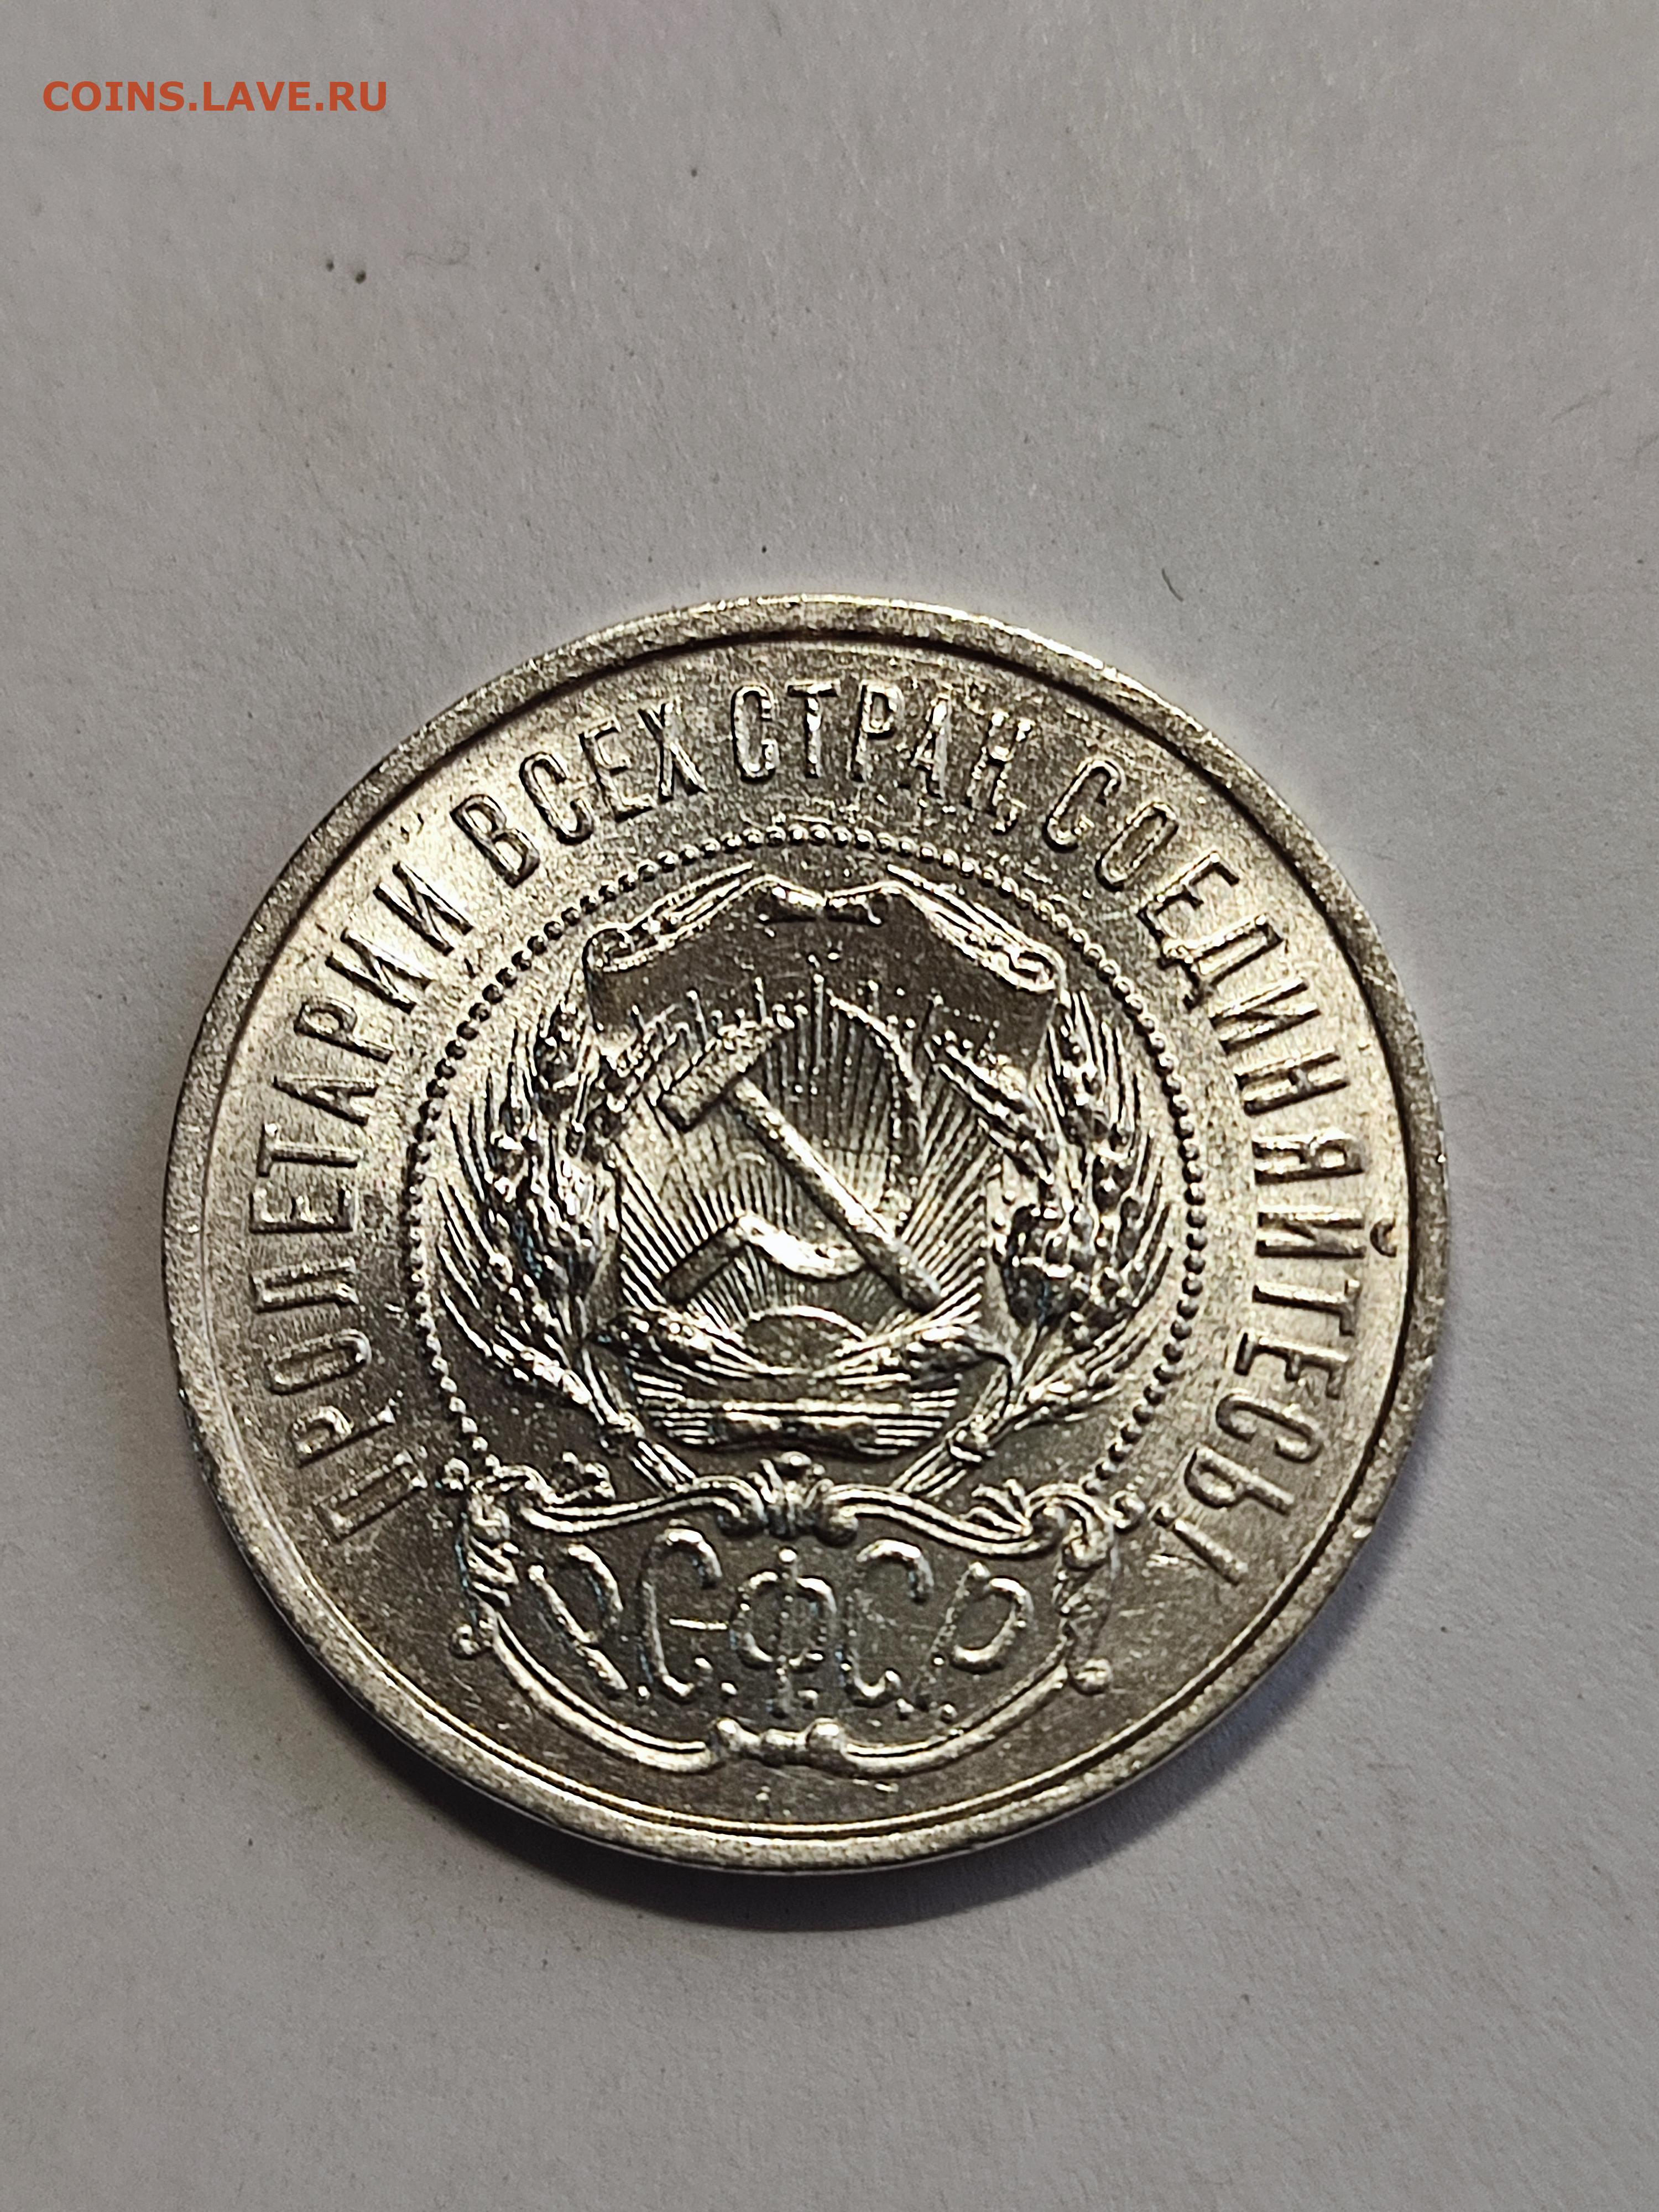 COINS.LAVE.RU
ПРОЛЕТАРИИ ВСЕХ СТРАН, СОЕДИНЯЙТЕСЬ!
Р.С.Ф.С.Р.